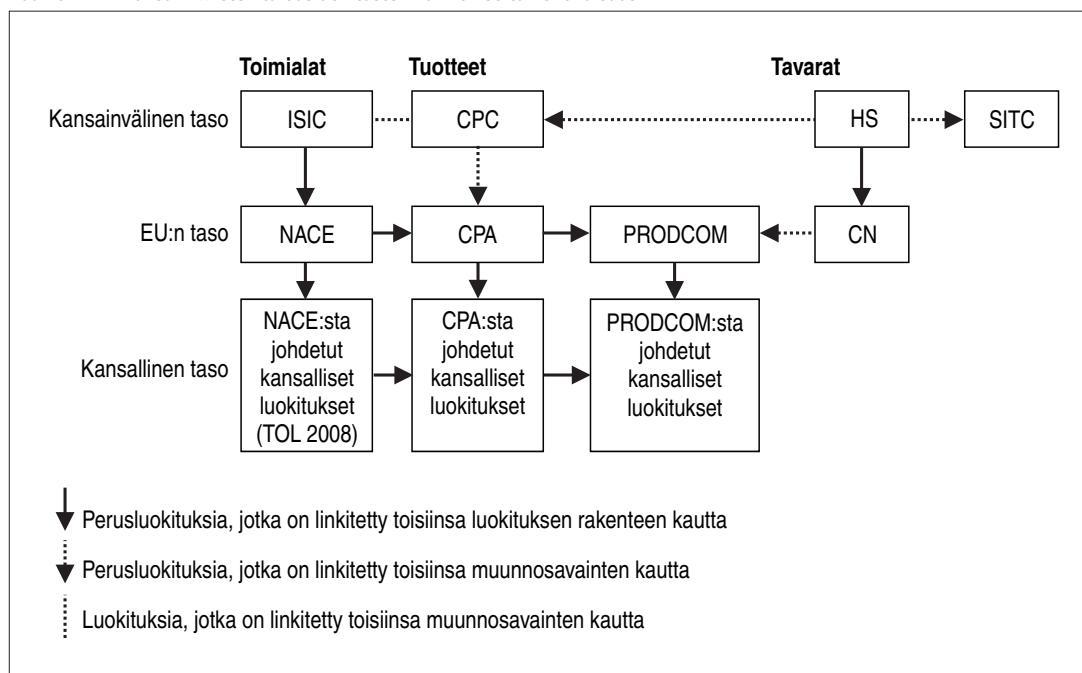 Toimialat Tuotteet Tavarat
Kansainvälinen taso ISIC CPC HS SITC
EU:n taso NACE CPA PRODCOM CN
Kansallinen taso
NACE:sta
johdetut
kansalliset
luokitukset
(TOL 2008)
CPA:sta
johdetut
kansalliset
luokitukset
PRODCOM:sta
johdetut
kansalliset
luokitukset
Perusluokituksia, jotka on linkitetty toisiinsa luokituksen rakenteen kautta
Perusluokituksia, jotka on linkitetty toisiinsa muunnosavainten kautta
Luokituksia, jotka on linkitetty toisiinsa muunnosavainten kautta